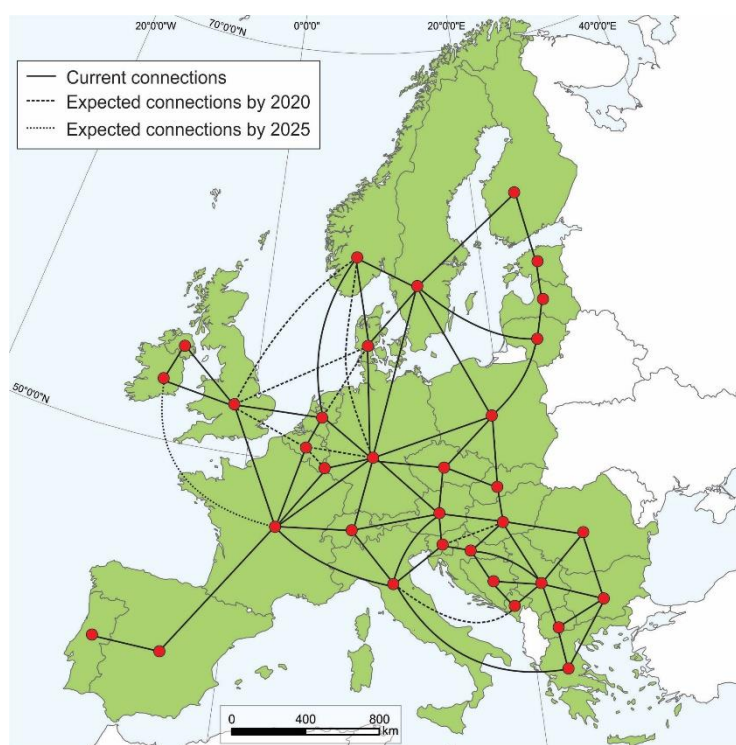 20°0'0"W
70°0'0"N
0°0'0"
20°0'0"E
40°0'0"E
Current connections
Expected connections by 2020
Expected connections by 2025
50°0'0"N
0 400 800
km